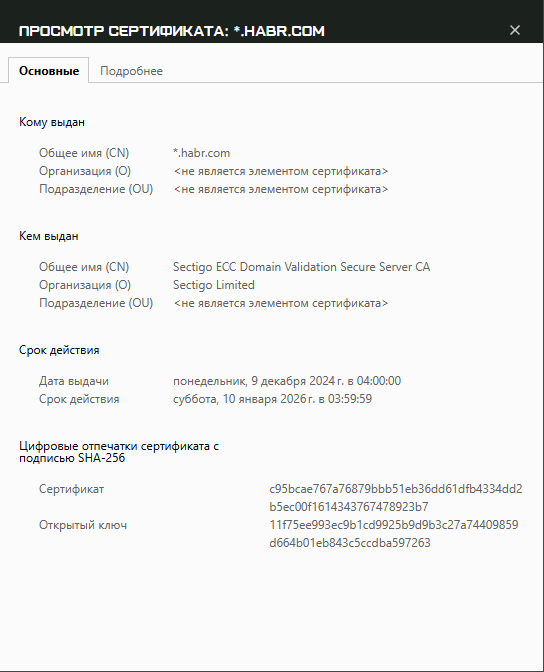 ПРОСМОТР СЕРТИФИКАТА: *.HABR.COM
Основные Подробнее
Кому выдан
Общее имя (CN) *.habr.com
Организация (O) <не является элементом сертификата>
Подразделение (OU) <не является элементом сертификата>
Кем выдан
Общее имя (CN) Sectigo ECC Domain Validation Secure Server CA
Организация (O) Sectigo Limited
Подразделение (OU) <не является элементом сертификата>
Срок действия
Дата выдачи понедельник, 9 декабря 2024 г. в 04:00:00
Срок действия суббота, 10 января 2026 г. в 03:59:59
Цифровые отпечатки сертификата с
подписью SHA-256
Сертификат c95bcae767a76879bbb51eb36dd61dfb4334dd2
b5ec00f1614343767478923b7
Открытый ключ 11f75ee993ec9b1cd9925b9d9b3c27a74409859
d664b01eb843c5ccdba597263